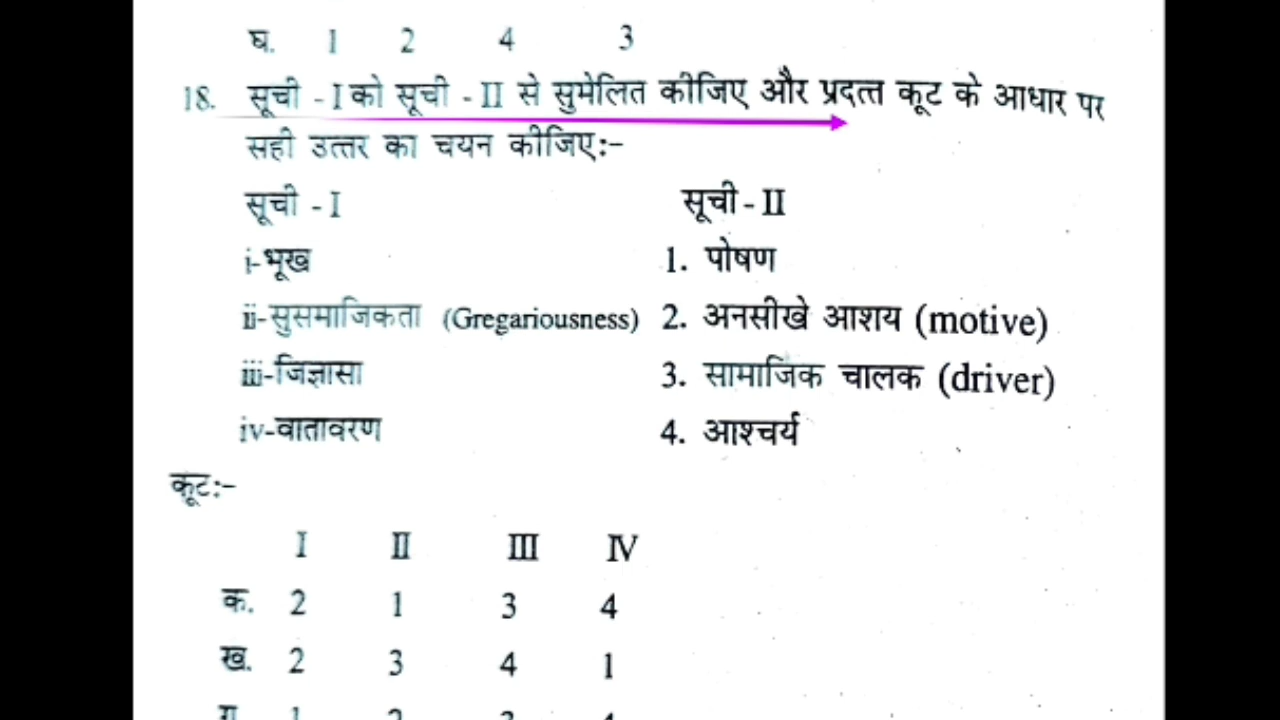 घ. 1 2 4 3
18. सूची - I को सूची - II से सुमेलित कीजिए और प्रदत्त कूट के आधार पर
सही उत्तर का चयन कीजिए:-
सूची - I सूची - II
i-भूख 1. पोषण
ii-सुसमाजिकता (Gregariousness) 2. अनसीखे आशय (motive)
iii-जिज्ञासा 3. सामाजिक चालक (driver)
iv-वातावरण 4. आश्चर्य
कूट:-
I II III IV
क. 2 1 3 4
ख. 2 3 4 1